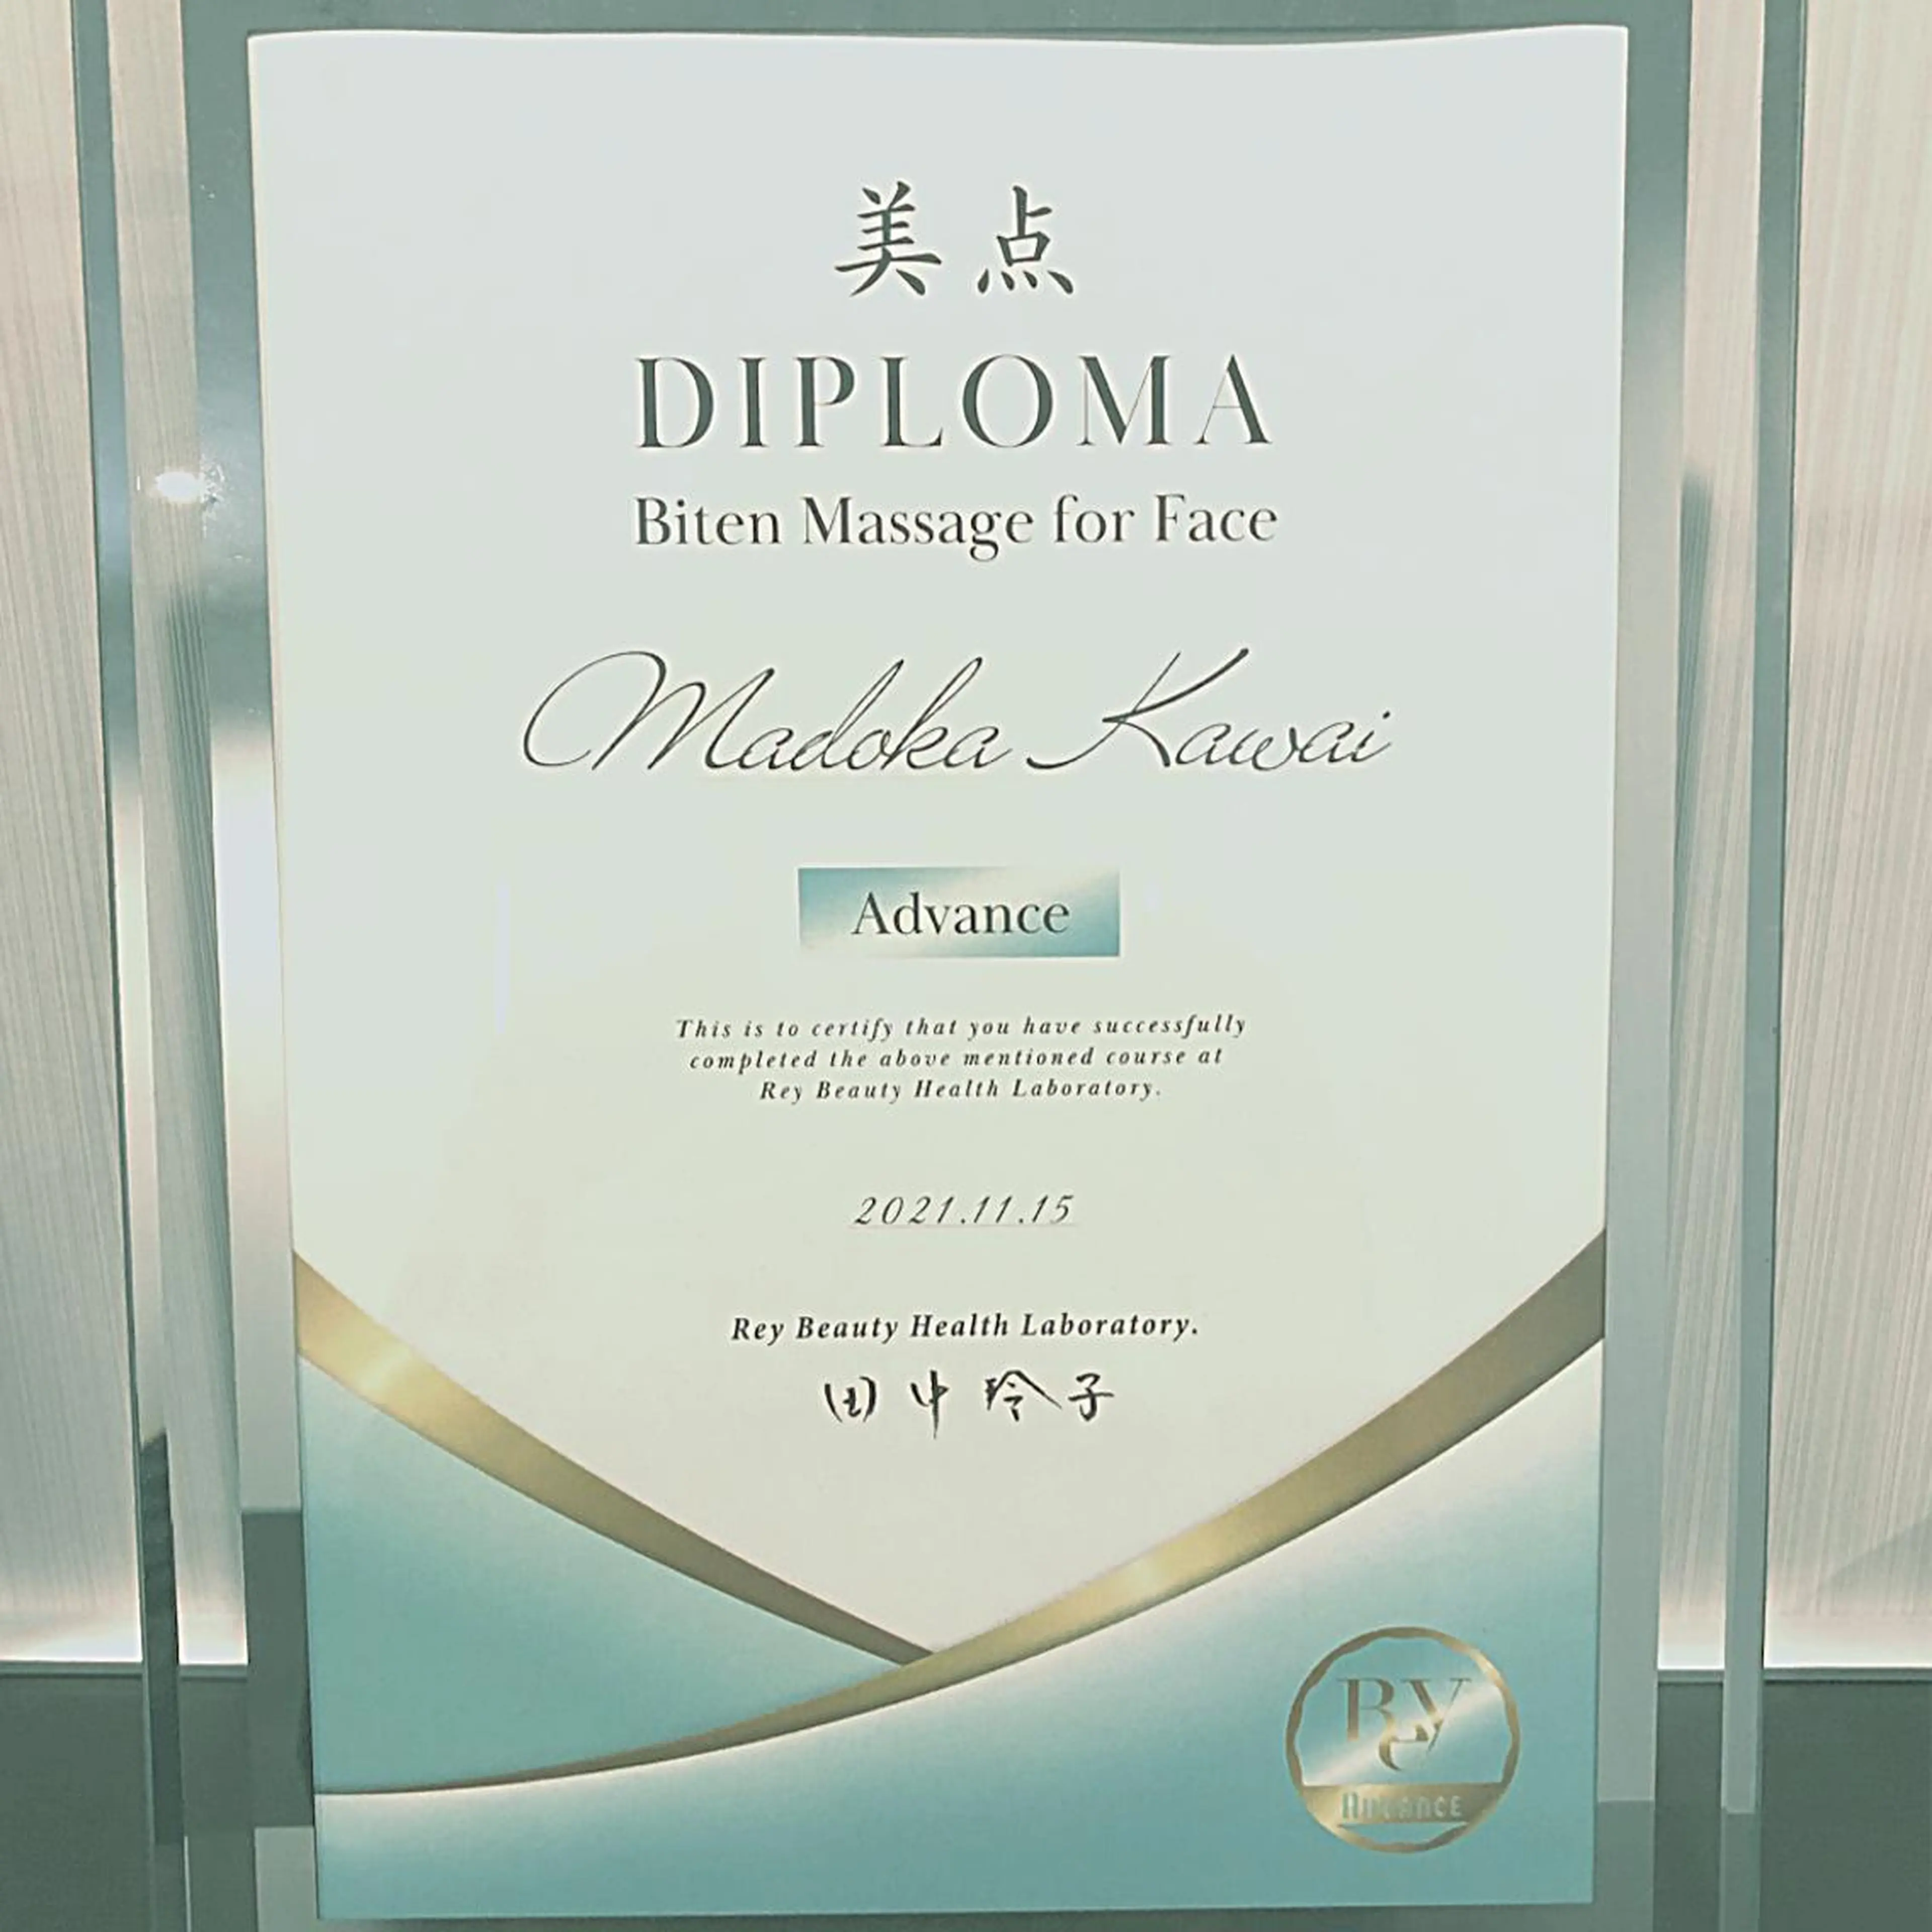 美点
DIPLOMA
Biten Massage for Face
Madoka Kawai
Advance
This is to certify that you have successfully
completed the above mentioned course at
Rey Beauty Health Laboratory.
2021.11.15
Rey Beauty Health Laboratory.
田中玲子
Rey
ADVANCE